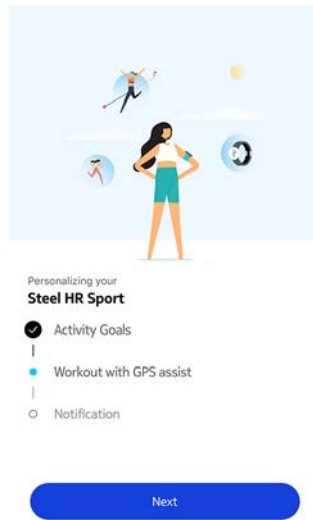 Personalizing your
Steel HR Sport
Activity Goals
Workout with GPS assist
Notification
Next